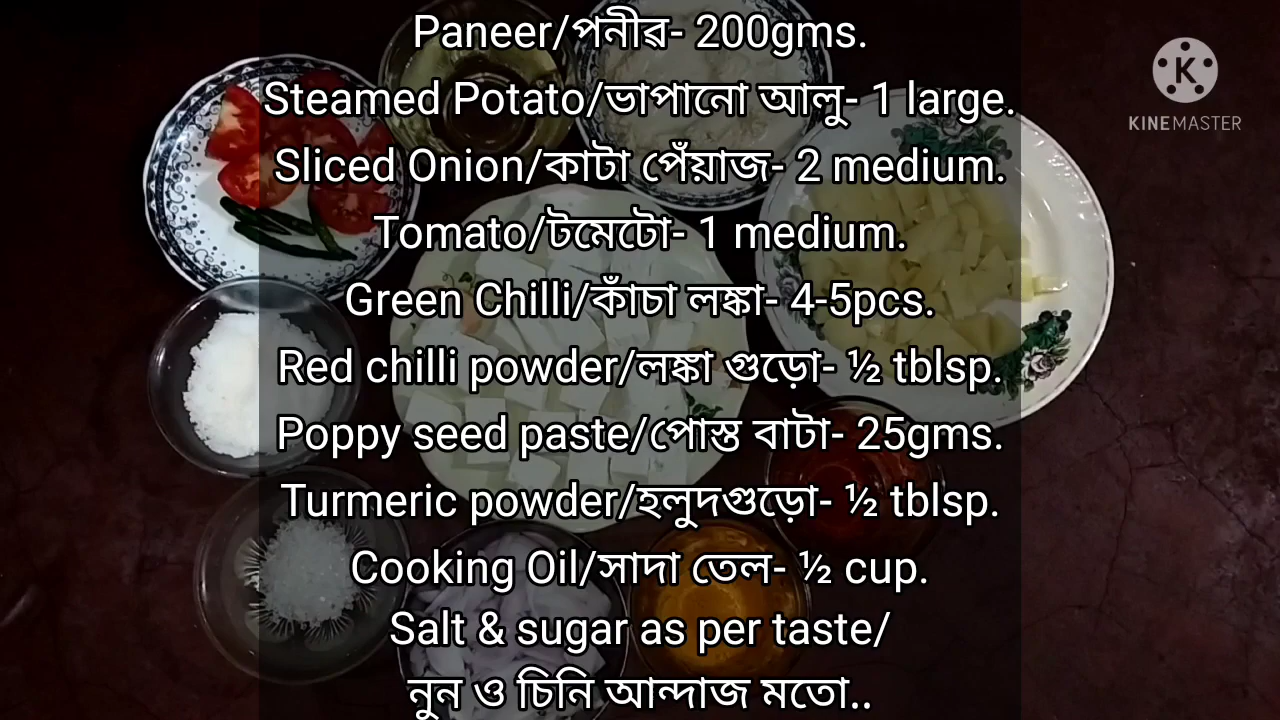 Paneer/পনীৱ- 200gms.
Steamed Potato/ভাপানো আলু- 1 large.
Sliced Onion/কাটা পেঁয়াজ- 2 medium.
Tomato/টমেটো- 1 medium.
Green Chilli/কাঁচা লঙ্কা- 4-5pcs.
Red chilli powder/লঙ্কা গুড়ো- ½ tblsp.
Poppy seed paste/পোস্ত বাটা- 25gms.
Turmeric powder/হলুদগুড়ো- ½ tblsp.
Cooking Oil/সাদা তেল- ½ cup.
Salt & sugar as per taste/
নুন ও চিনি আন্দাজ মতো..
K
KINEMASTER